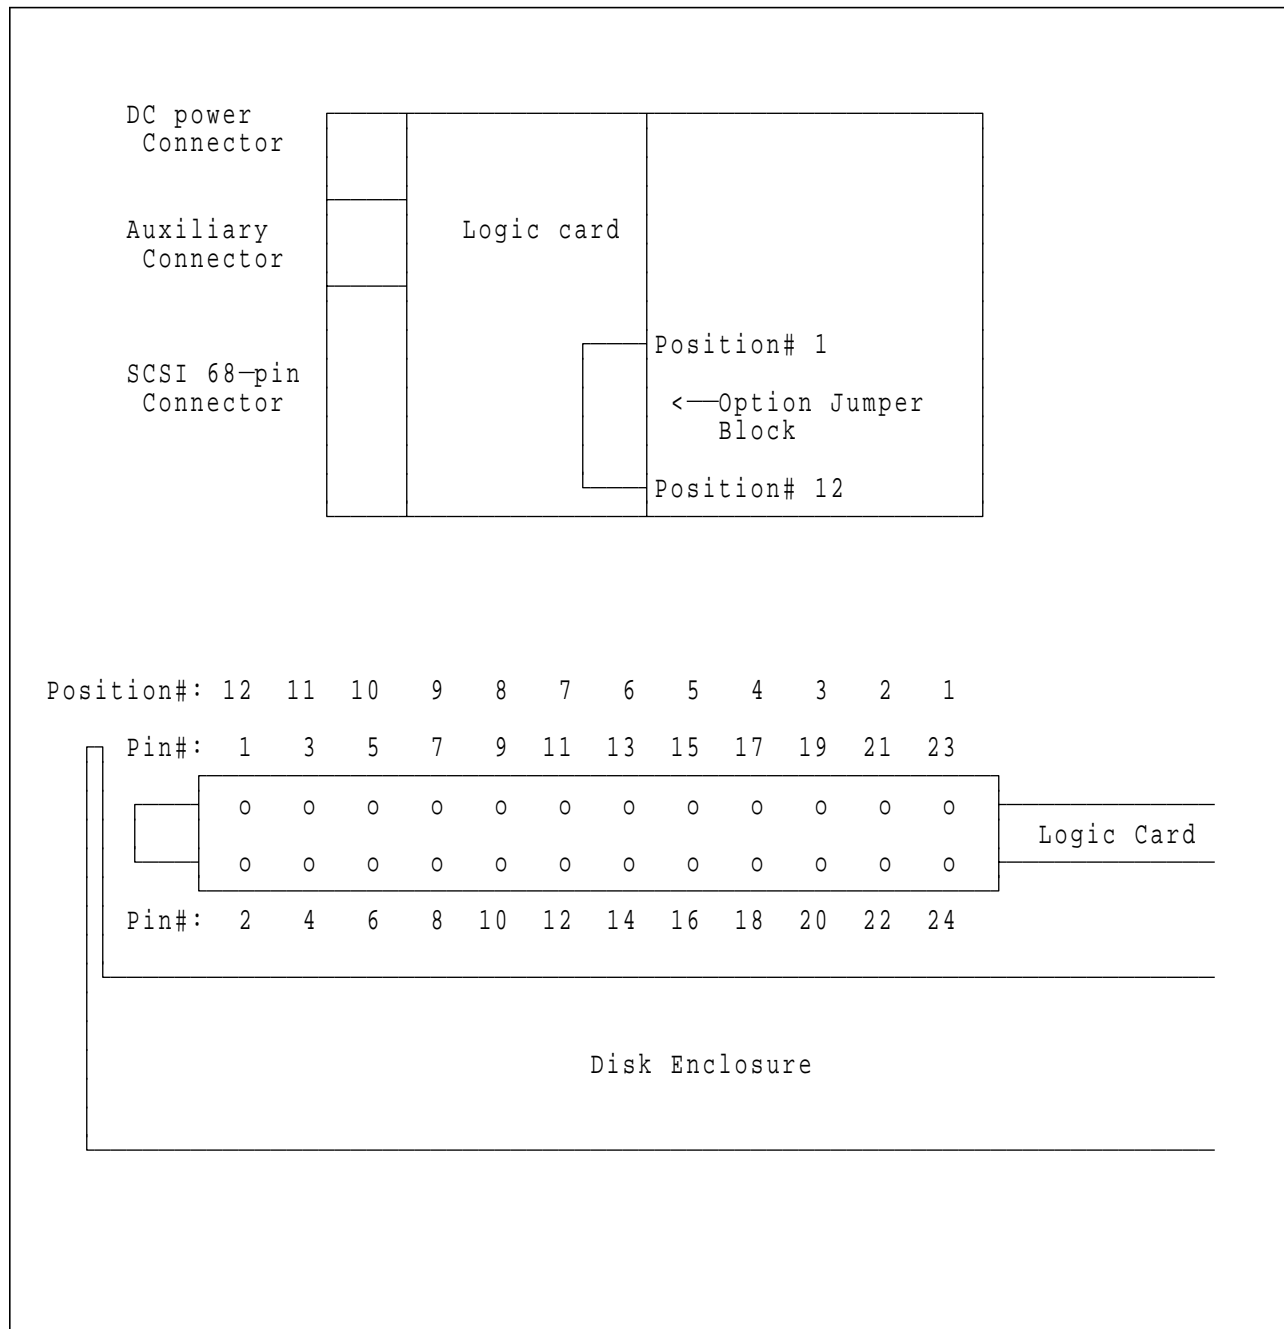 DC power
Connector
Auxiliary
Connector
Logic card
Position# 1
SCSI 68-pin
Connector
<—Option Jumper
Block
Position# 12
Position#: 12 11 10 9 8 7 6 5 4 3 2 1
Pin#: 1 3 5 7 9 11 13 15 17 19 21 23
o o o o o o o o o o o o
Logic Card
o o o o o o o o o o o o
Pin#: 2 4 6 8 10 12 14 16 18 20 22 24
Disk Enclosure